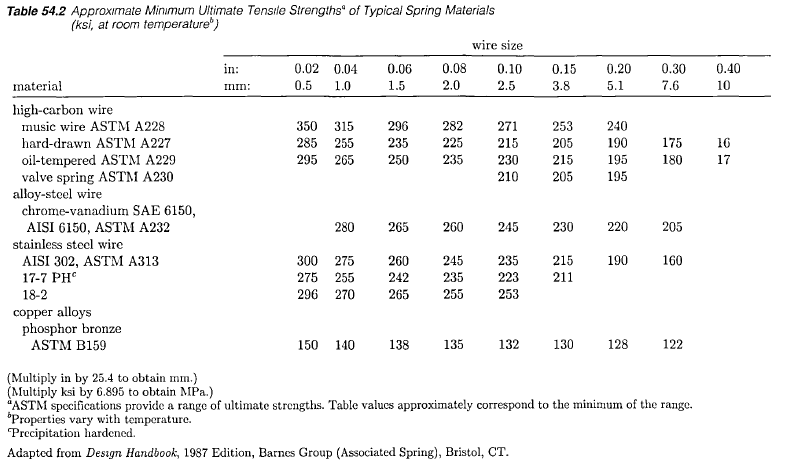 Table 54.2 Approximate Minimum Ultimate Tensile Strengthsᵃ of Typical Spring Materials
(ksi, at room temperatureᵇ)
wire size
in: 0.02 0.04 0.06 0.08 0.10 0.15 0.20 0.30 0.40
material mm: 0.5 1.0 1.5 2.0 2.5 3.8 5.1 7.6 10
high-carbon wire
music wire ASTM A228 350 315 296 282 271 253 240
hard-drawn ASTM A227 285 255 235 225 215 205 190 175 16
oil-tempered ASTM A229 295 265 250 235 230 215 195 180 17
valve spring ASTM A230 210 205 195
alloy-steel wire
chrome-vanadium SAE 6150,
AISI 6150, ASTM A232 280 265 260 245 230 220 205
stainless steel wire
AISI 302, ASTM A313 300 275 260 245 235 215 190 160
17-7 PHᶜ 275 255 242 235 223 211
18-2 296 270 265 255 253
copper alloys
phosphor bronze
ASTM B159 150 140 138 135 132 130 128 122
(Multiply in by 25.4 to obtain mm.)
(Multiply ksi by 6.895 to obtain MPa.)
ᵃASTM specifications provide a range of ultimate strengths. Table values approximately correspond to the minimum of the range.
ᵇProperties vary with temperature.
ᶜPrecipitation hardened.
Adapted from Design Handbook, 1987 Edition, Barnes Group (Associated Spring), Bristol, CT.